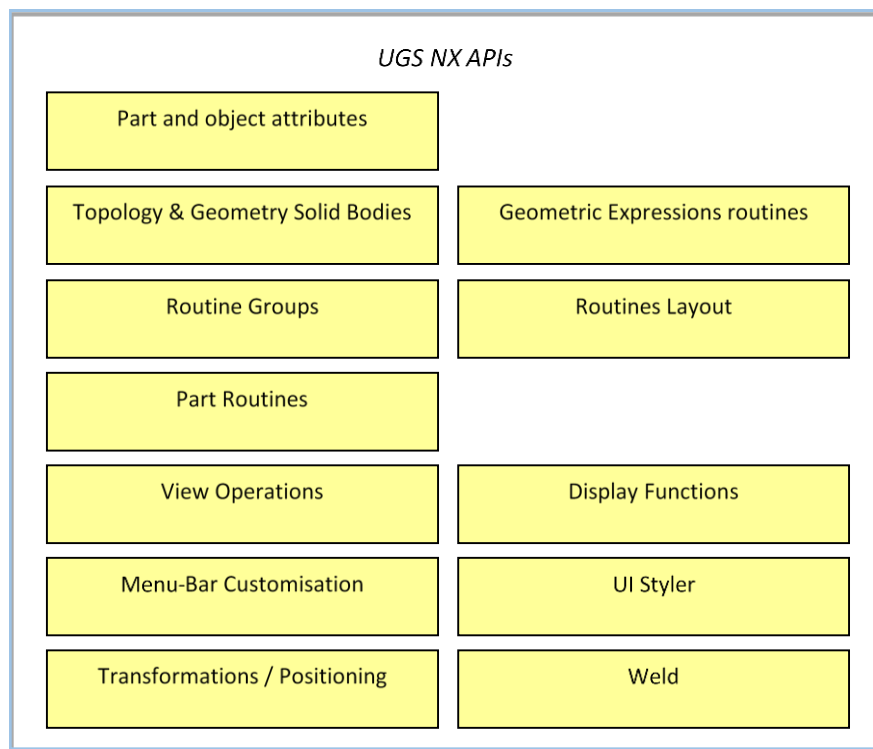 UGS NX APIs
Part and object attributes
Topology & Geometry Solid Bodies
Geometric Expressions routines
Routine Groups
Routines Layout
Part Routines
View Operations
Display Functions
Menu-Bar Customisation
UI Styler
Transformations / Positioning
Weld